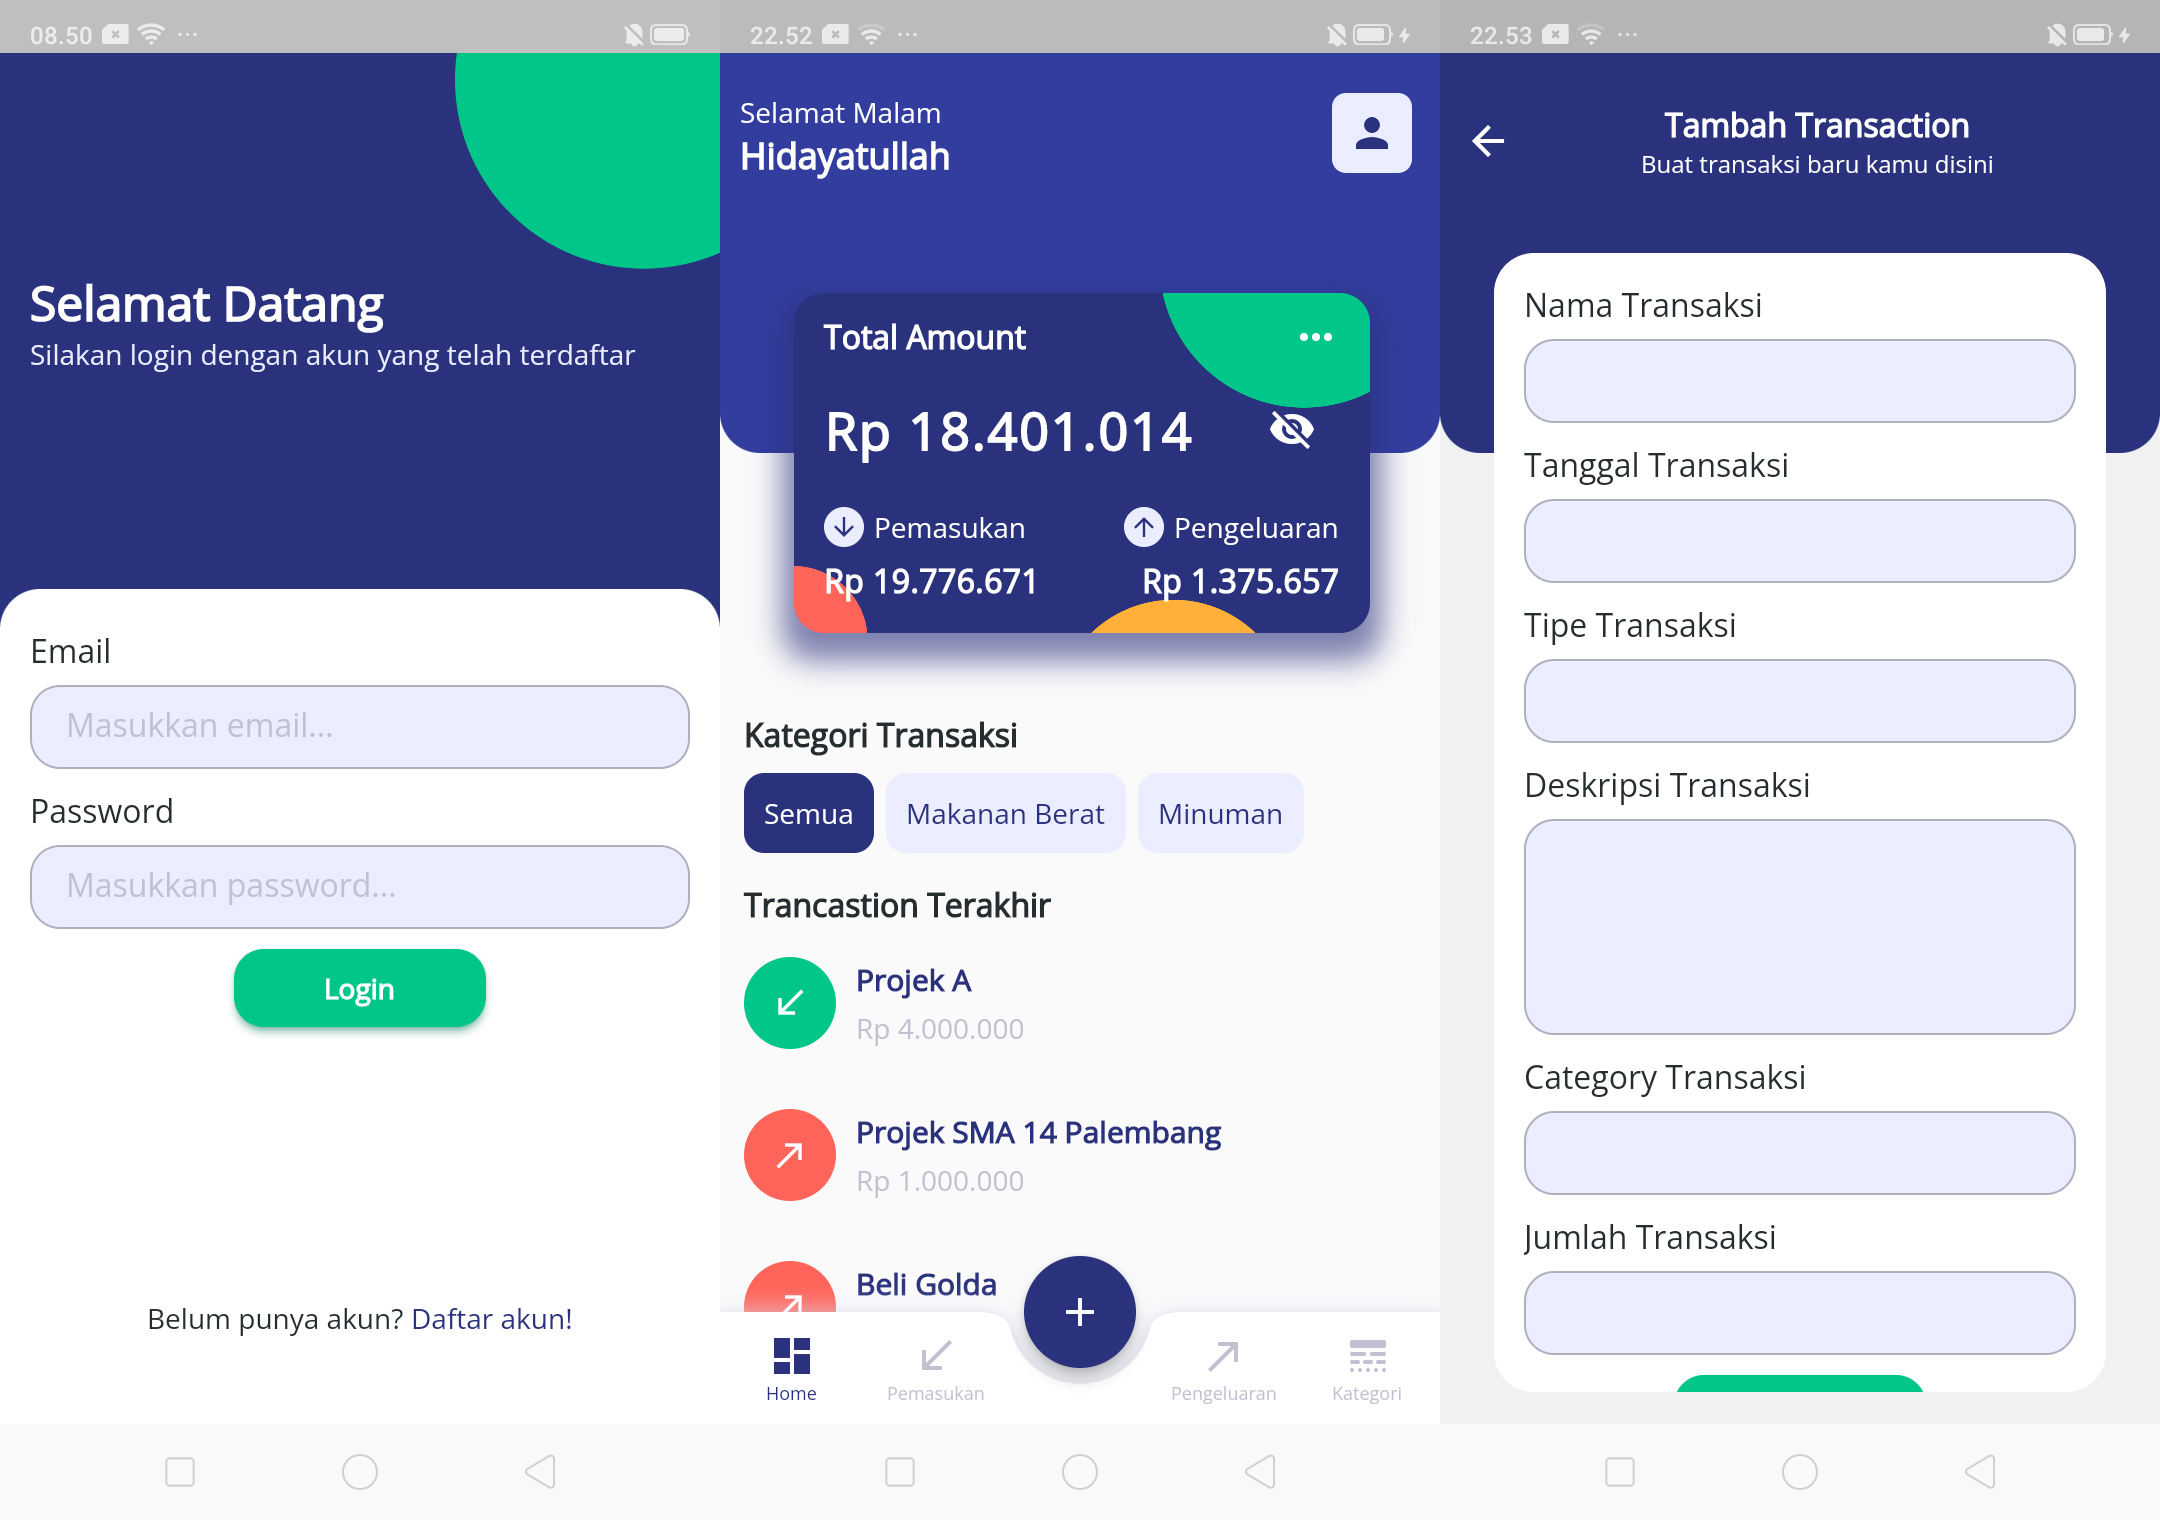 08.50
Selamat Datang
Silakan login dengan akun yang telah terdaftar
Email
Masukkan email...
Password
Masukkan password...
Login
Belum punya akun? Daftar akun!
22.52
Selamat Malam
Hidayatullah
Total Amount
Rp 18.401.014
Pemasukan
Pengeluaran
Rp 19.776.671
Rp 1.375.657
Kategori Transaksi
Semua
Makanan Berat
Minuman
Trancastion Terakhir
Projek A
Rp 4.000.000
Projek SMA 14 Palembang
Rp 1.000.000
Beli Golda
Home
Pemasukan
Pengeluaran
Kategori
22.53
Tambah Transaction
Buat transaksi baru kamu disini
Nama Transaksi
Tanggal Transaksi
Tipe Transaksi
Deskripsi Transaksi
Category Transaksi
Jumlah Transaksi